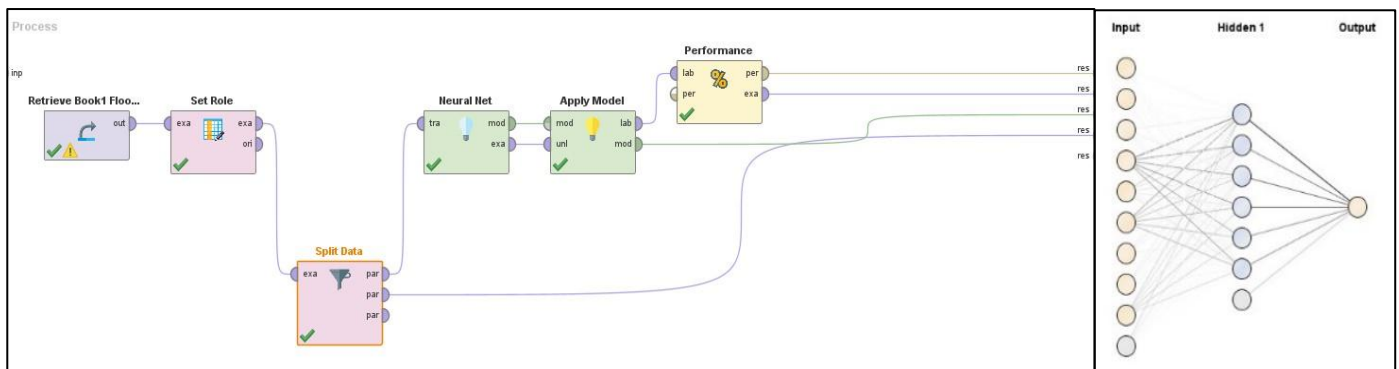 Process
inp
Retrieve Book1 Floo...
out
Set Role
exa
exa
ori
Split Data
exa
par
par
par
Neural Net
tra
mod
exa
Apply Model
mod
lab
unl
mod
Performance
lab
per
per
exa
res
res
res
res
res
Input
Hidden 1
Output